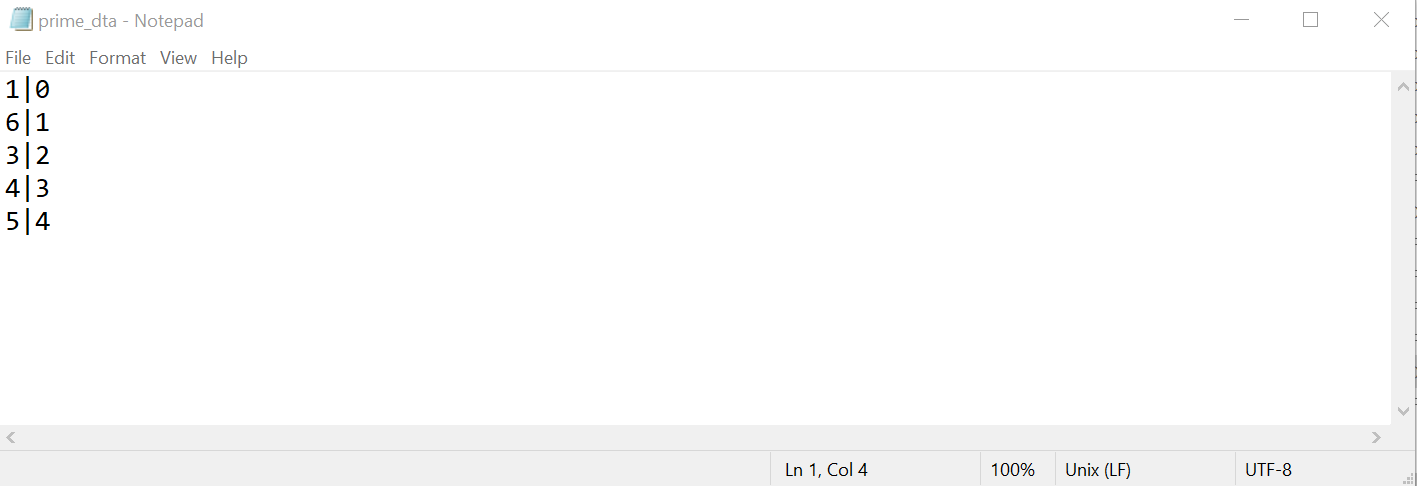 prime_dta - Notepad
File Edit Format View Help
1|0
6|1
3|2
4|3
5|4
Ln 1, Col 4 100% Unix (LF) UTF-8